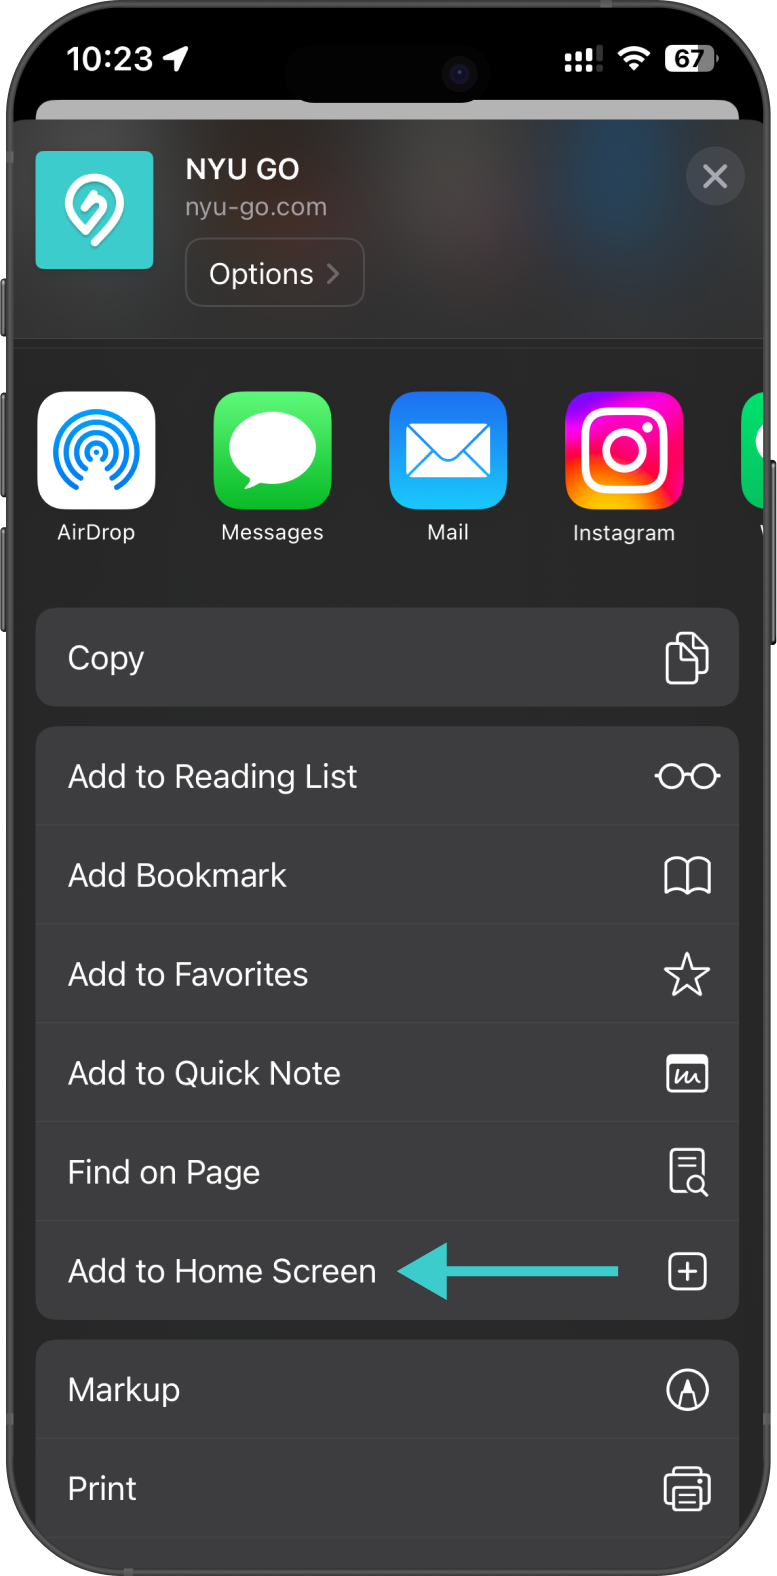 10:23
67
NYU GO
nyu-go.com
Options
AirDrop
Messages
Mail
Instagram
Copy
Add to Reading List
Add Bookmark
Add to Favorites
Add to Quick Note
Find on Page
Add to Home Screen
Markup
Print